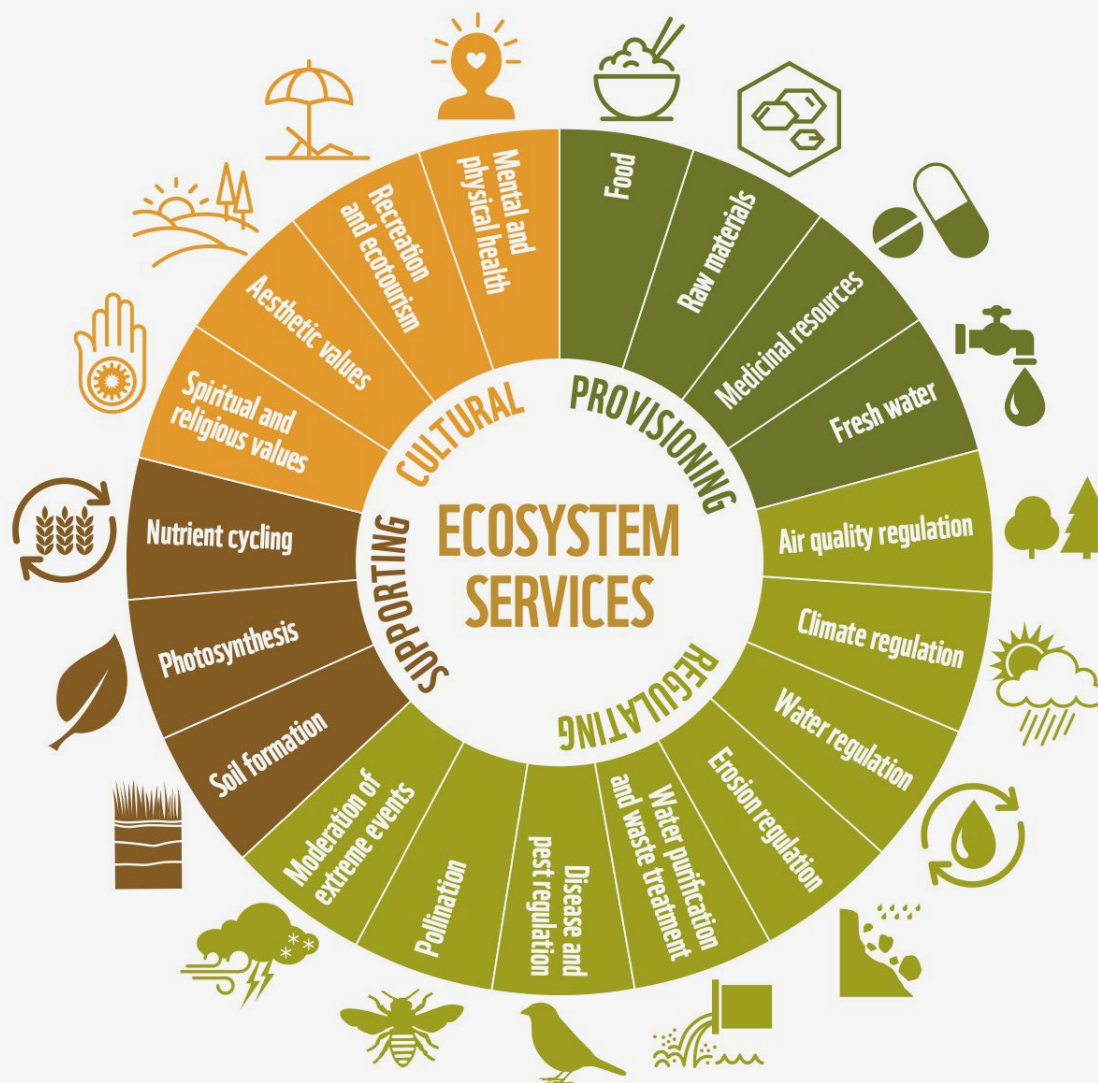 ECOSYSTEM
SERVICES
PROVISIONING
Food
Raw materials
Medicinal resources
Fresh water
REGULATING
Air quality regulation
Climate regulation
Water regulation
Erosion regulation
Water purification
and waste treatment
Disease and
pest regulation
Pollination
Moderation of
extreme events
SUPPORTING
Soil formation
Photosynthesis
Nutrient cycling
CULTURAL
Spiritual and
religious values
Aesthetic values
Recreation
and ecotourism
Mental and
physical health